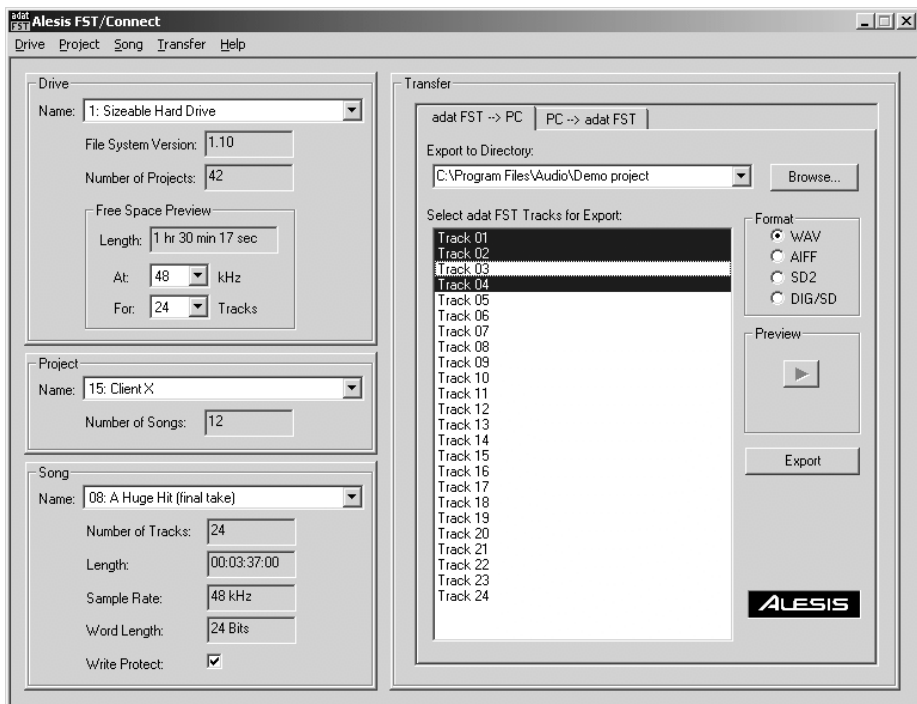 adat
FST Alesis FST/Connect
Drive Project Song Transfer Help
Drive
Name: 1: Sizeable Hard Drive
File System Version: 1.10
Number of Projects: 42
Free Space Preview
Length: 1 hr 30 min 17 sec
At: 48 kHz
For: 24 Tracks
Project
Name: 15: Client X
Number of Songs: 12
Song
Name: 08: A Huge Hit (final take)
Number of Tracks: 24
Length: 00:03:37:00
Sample Rate: 48 kHz
Word Length: 24 Bits
Write Protect:
Transfer
adat FST --> PC PC --> adat FST
Export to Directory:
C:\Program Files\Audio\Demo project Browse...
Select adat FST Tracks for Export:
Track 01
Track 02
Track 03
Track 04
Track 05
Track 06
Track 07
Track 08
Track 09
Track 10
Track 11
Track 12
Track 13
Track 14
Track 15
Track 16
Track 17
Track 18
Track 19
Track 20
Track 21
Track 22
Track 23
Track 24
Format
WAV
AIFF
SD2
DIG/SD
Preview
Export
ALESIS